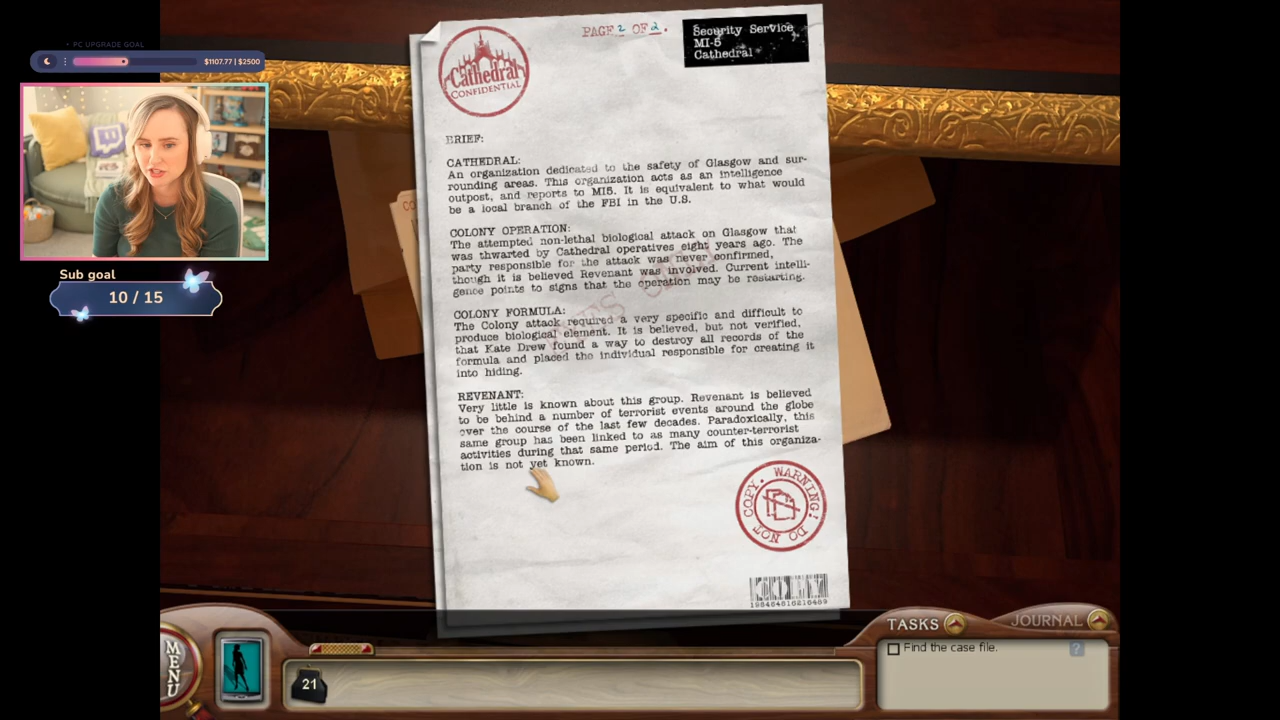 PC UPGRADE GOAL
$1107.77 | $2500
Sub goal
10 / 15
PAGE 2 OF 2.
Security Service
MI-5
Cathedral
Cathedral
CONFIDENTIAL
BRIEF:
CATHEDRAL:
An organization dedicated to the safety of Glasgow and sur-
rounding areas. This organization acts as an intelligence
outpost, and reports to MI5. It is equivalent to what would
be a local branch of the FBI in the U.S.
COLONY OPERATION:
The attempted non-lethal biological attack on Glasgow that
was thwarted by Cathedral operatives eight years ago. The
party responsible for the attack was never confirmed,
though it is believed Revenant was involved. Current intelli-
gence points to signs that the operation may be restarting.
COLONY FORMULA:
The Colony attack required a very specific and difficult to
produce biological element. It is believed, but not verified,
that Kate Drew found a way to destroy all records of the
formula and placed the individual responsible for creating it
into hiding.
REVENANT:
Very little is known about this group. Revenant is believed
to be behind a number of terrorist events around the globe
over the course of the last few decades. Paradoxically, this
same group has been linked to as many counter-terrorist
activities during that same period. The aim of this organiza-
tion is not yet known.
WARNING!
DO NOT
COPY.
MENU
21
TASKS
JOURNAL
Find the case file.
?